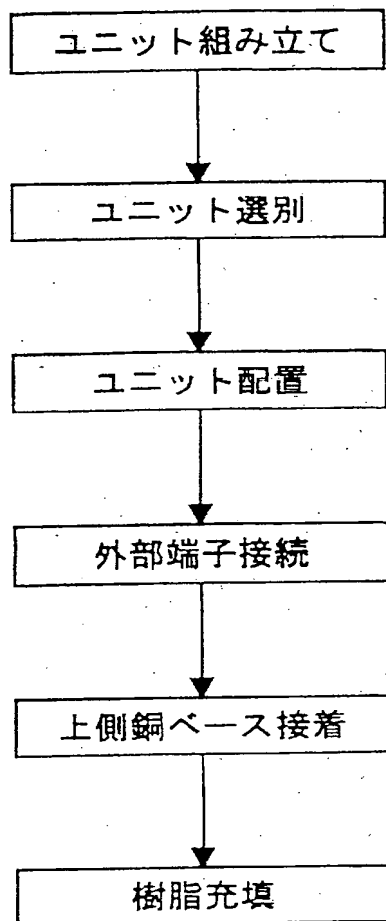 ユニット組み立て
ユニット選別
ユニット配置
外部端子接続
上側銅ベース接着
樹脂充填